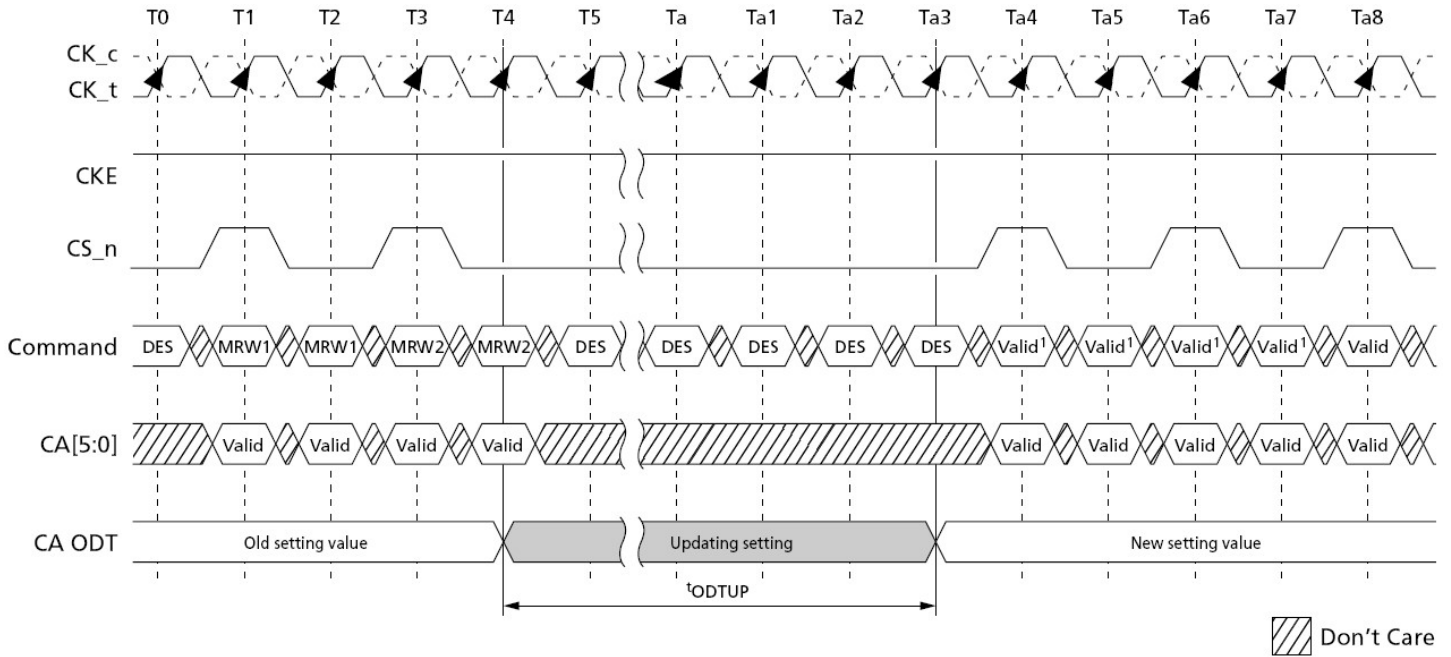 T0 T1 T2 T3 T4 T5 Ta Ta1 Ta2 Ta3 Ta4 Ta5 Ta6 Ta7 Ta8
CK_c
CK_t
CKE
CS_n
Command DES MRW1 MRW1 MRW2 MRW2 DES DES DES DES DES Valid¹ Valid¹ Valid¹ Valid¹ Valid
CA[5:0] Valid Valid Valid Valid Valid Valid Valid Valid Valid
CA ODT Old setting value Updating setting New setting value
ᵗODTUP
Don't Care